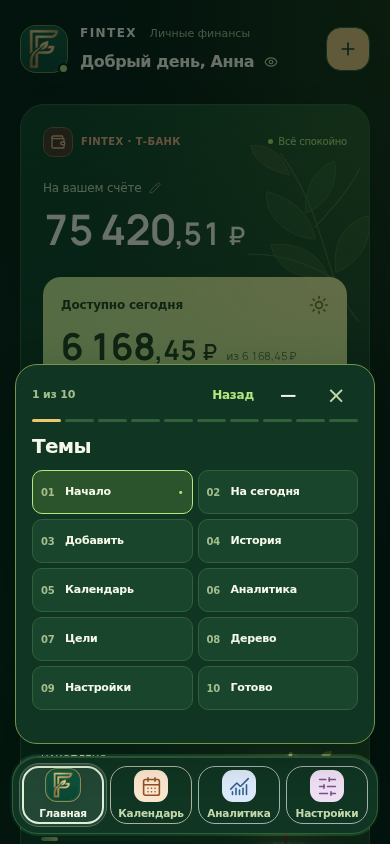 FINTEX Личные финансы
Добрый день, Анна
FINTEX · Т-БАНК
Всё спокойно
На вашем счёте
75 420,51 ₽
Доступно сегодня
6 168,45 ₽ из 6 168,45 ₽
1 из 10
Назад
Темы
01 Начало
02 На сегодня
03 Добавить
04 История
05 Календарь
06 Аналитика
07 Цели
08 Дерево
09 Настройки
10 Готово
Главная
Календарь
Аналитика
Настройки